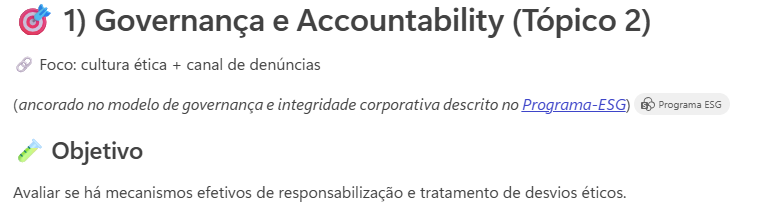 1) Governança e Accountability (Tópico 2)
Foco: cultura ética + canal de denúncias
(ancorado no modelo de governança e integridade corporativa descrito no Programa-ESG) Programa ESG
Objetivo
Avaliar se há mecanismos efetivos de responsabilização e tratamento de desvios éticos.